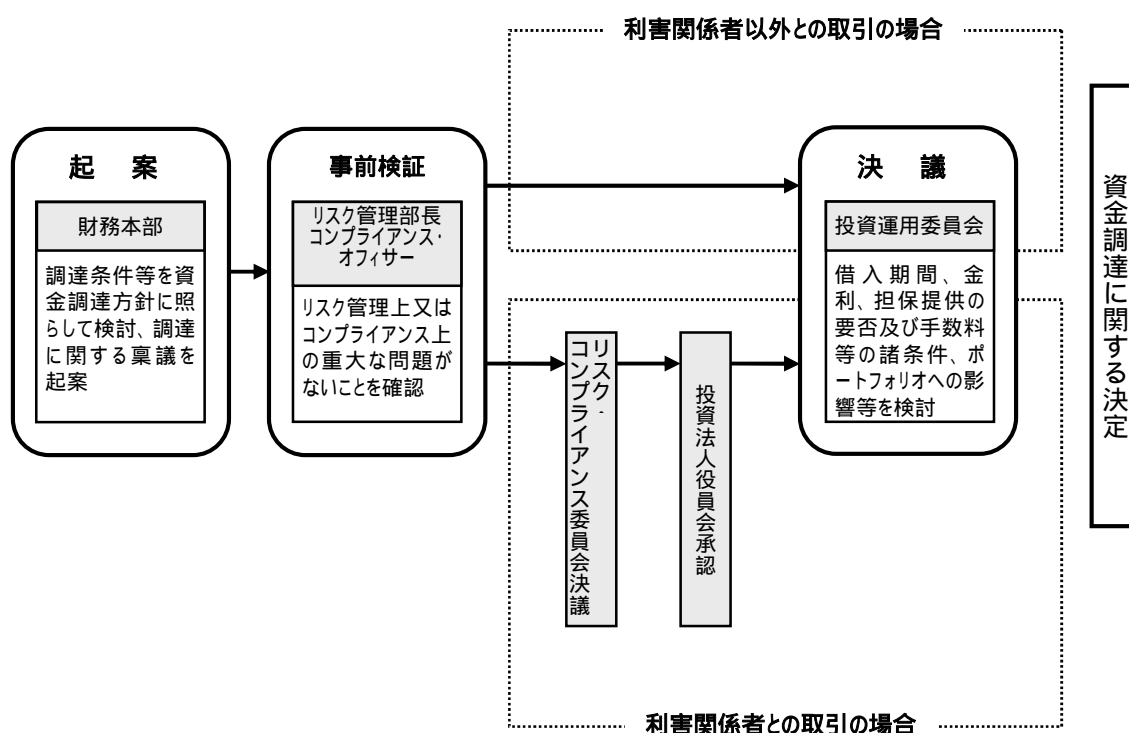 利害関係者以外との取引の場合
起　案
財務本部
調達条件等を資
金調達方針に照
らして検討、調達
に関する稟議を
起案
事前検証
リスク管理部長
コンプライアンス・
オフィサー
リスク管理上又は
コンプライアンス上
の重大な問題が
ないことを確認
リスク・
コンプライアンス委員会決議
投資法人役員会承認
決　議
投資運用委員会
借入期間、金
利、担保提供の
要否及び手数料
等の諸条件、ポ
ートフォリオへの影
響等を検討
資金調達に関する決定
利害関係者との取引の場合